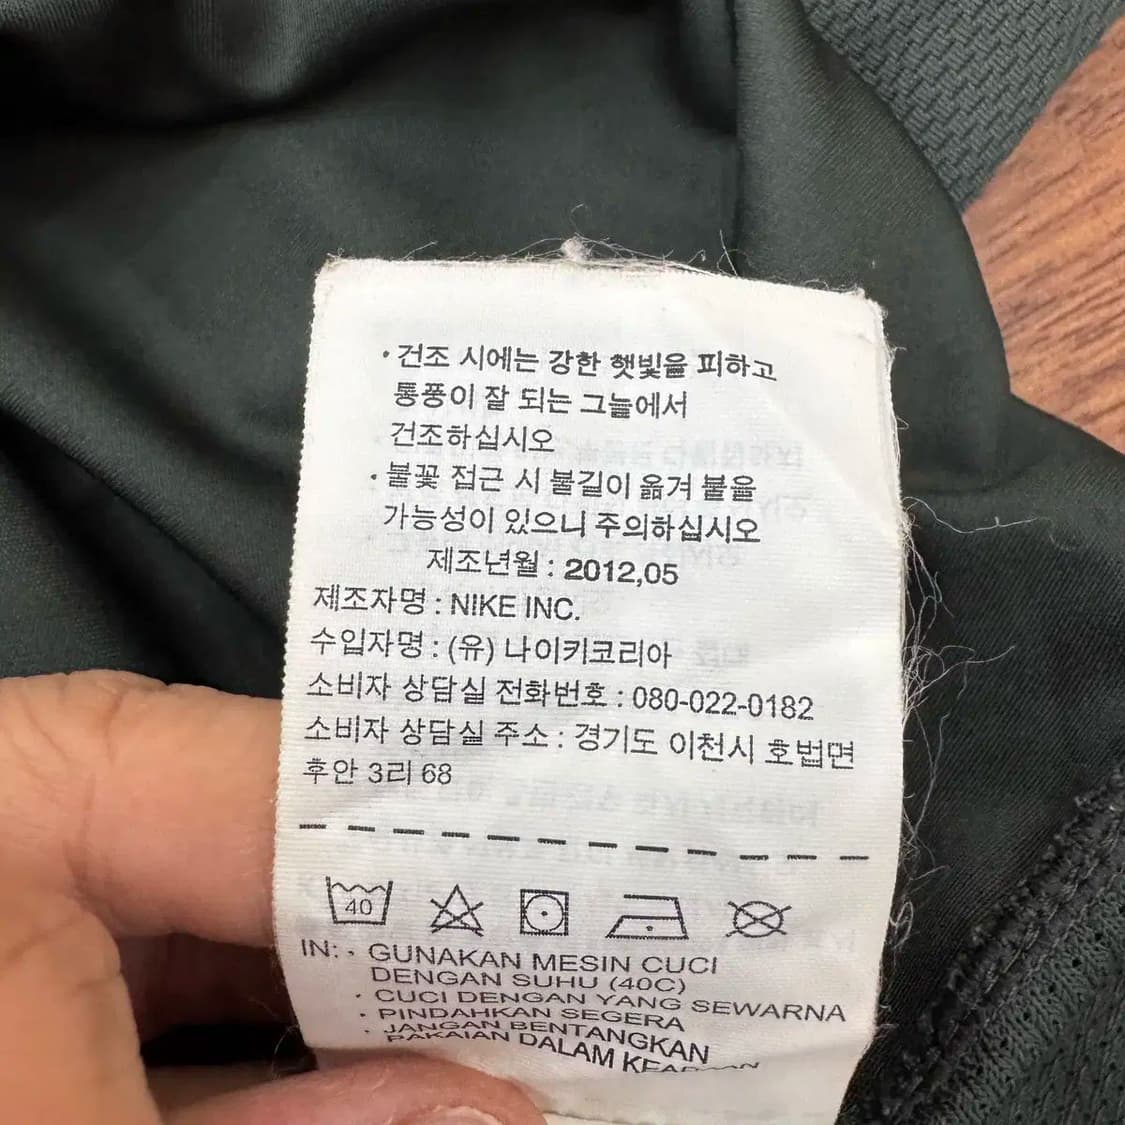 · 건조 시에는 강한 햇빛을 피하고
통풍이 잘 되는 그늘에서
건조하십시오
· 불꽃 접근 시 불길이 옮겨 붙을
가능성이 있으니 주의하십시오
제조년월 : 2012,05
제조자명 : NIKE INC.
수입자명 : (유) 나이키코리아
소비자 상담실 전화번호 : 080-022-0182
소비자 상담실 주소 : 경기도 이천시 호법면
후안 3리 68
40
IN: · GUNAKAN MESIN CUCI
DENGAN SUHU (40C)
· CUCI DENGAN YANG SEWARNA
· PINDAHKAN SEGERA
· JANGAN BENTANGKAN
PAKAIAN DALAM